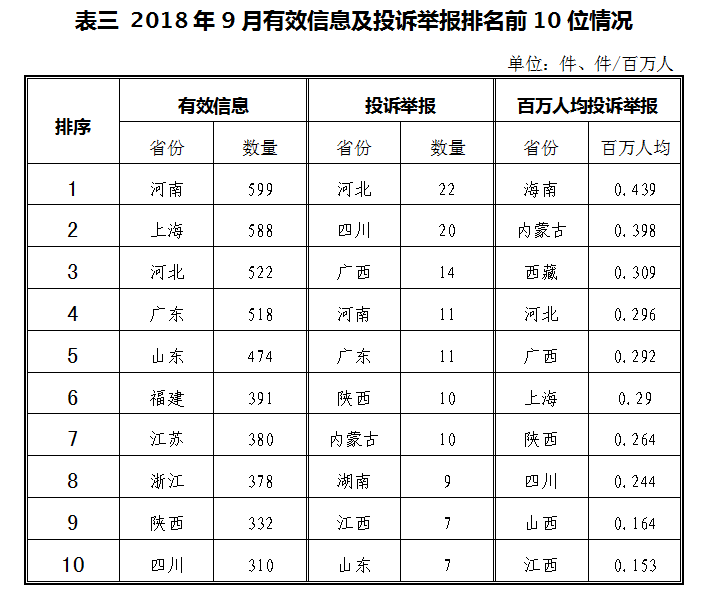 表三 2018年9月有效信息及投诉举报排名前10位情况
单位：件、件/百万人
排序 有效信息 投诉举报 百万人均投诉举报
省份 数量 省份 数量 省份 百万人均
1 河南 599 河北 22 海南 0.439
2 上海 588 四川 20 内蒙古 0.398
3 河北 522 广西 14 西藏 0.309
4 广东 518 河南 11 河北 0.296
5 山东 474 广东 11 广西 0.292
6 福建 391 陕西 10 上海 0.29
7 江苏 380 内蒙古 10 陕西 0.264
8 浙江 378 湖南 9 四川 0.244
9 陕西 332 江西 7 山西 0.164
10 四川 310 山东 7 江西 0.153